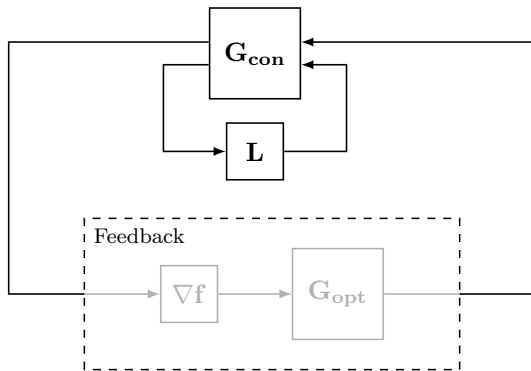 G_con
L
Feedback
∇f
G_opt